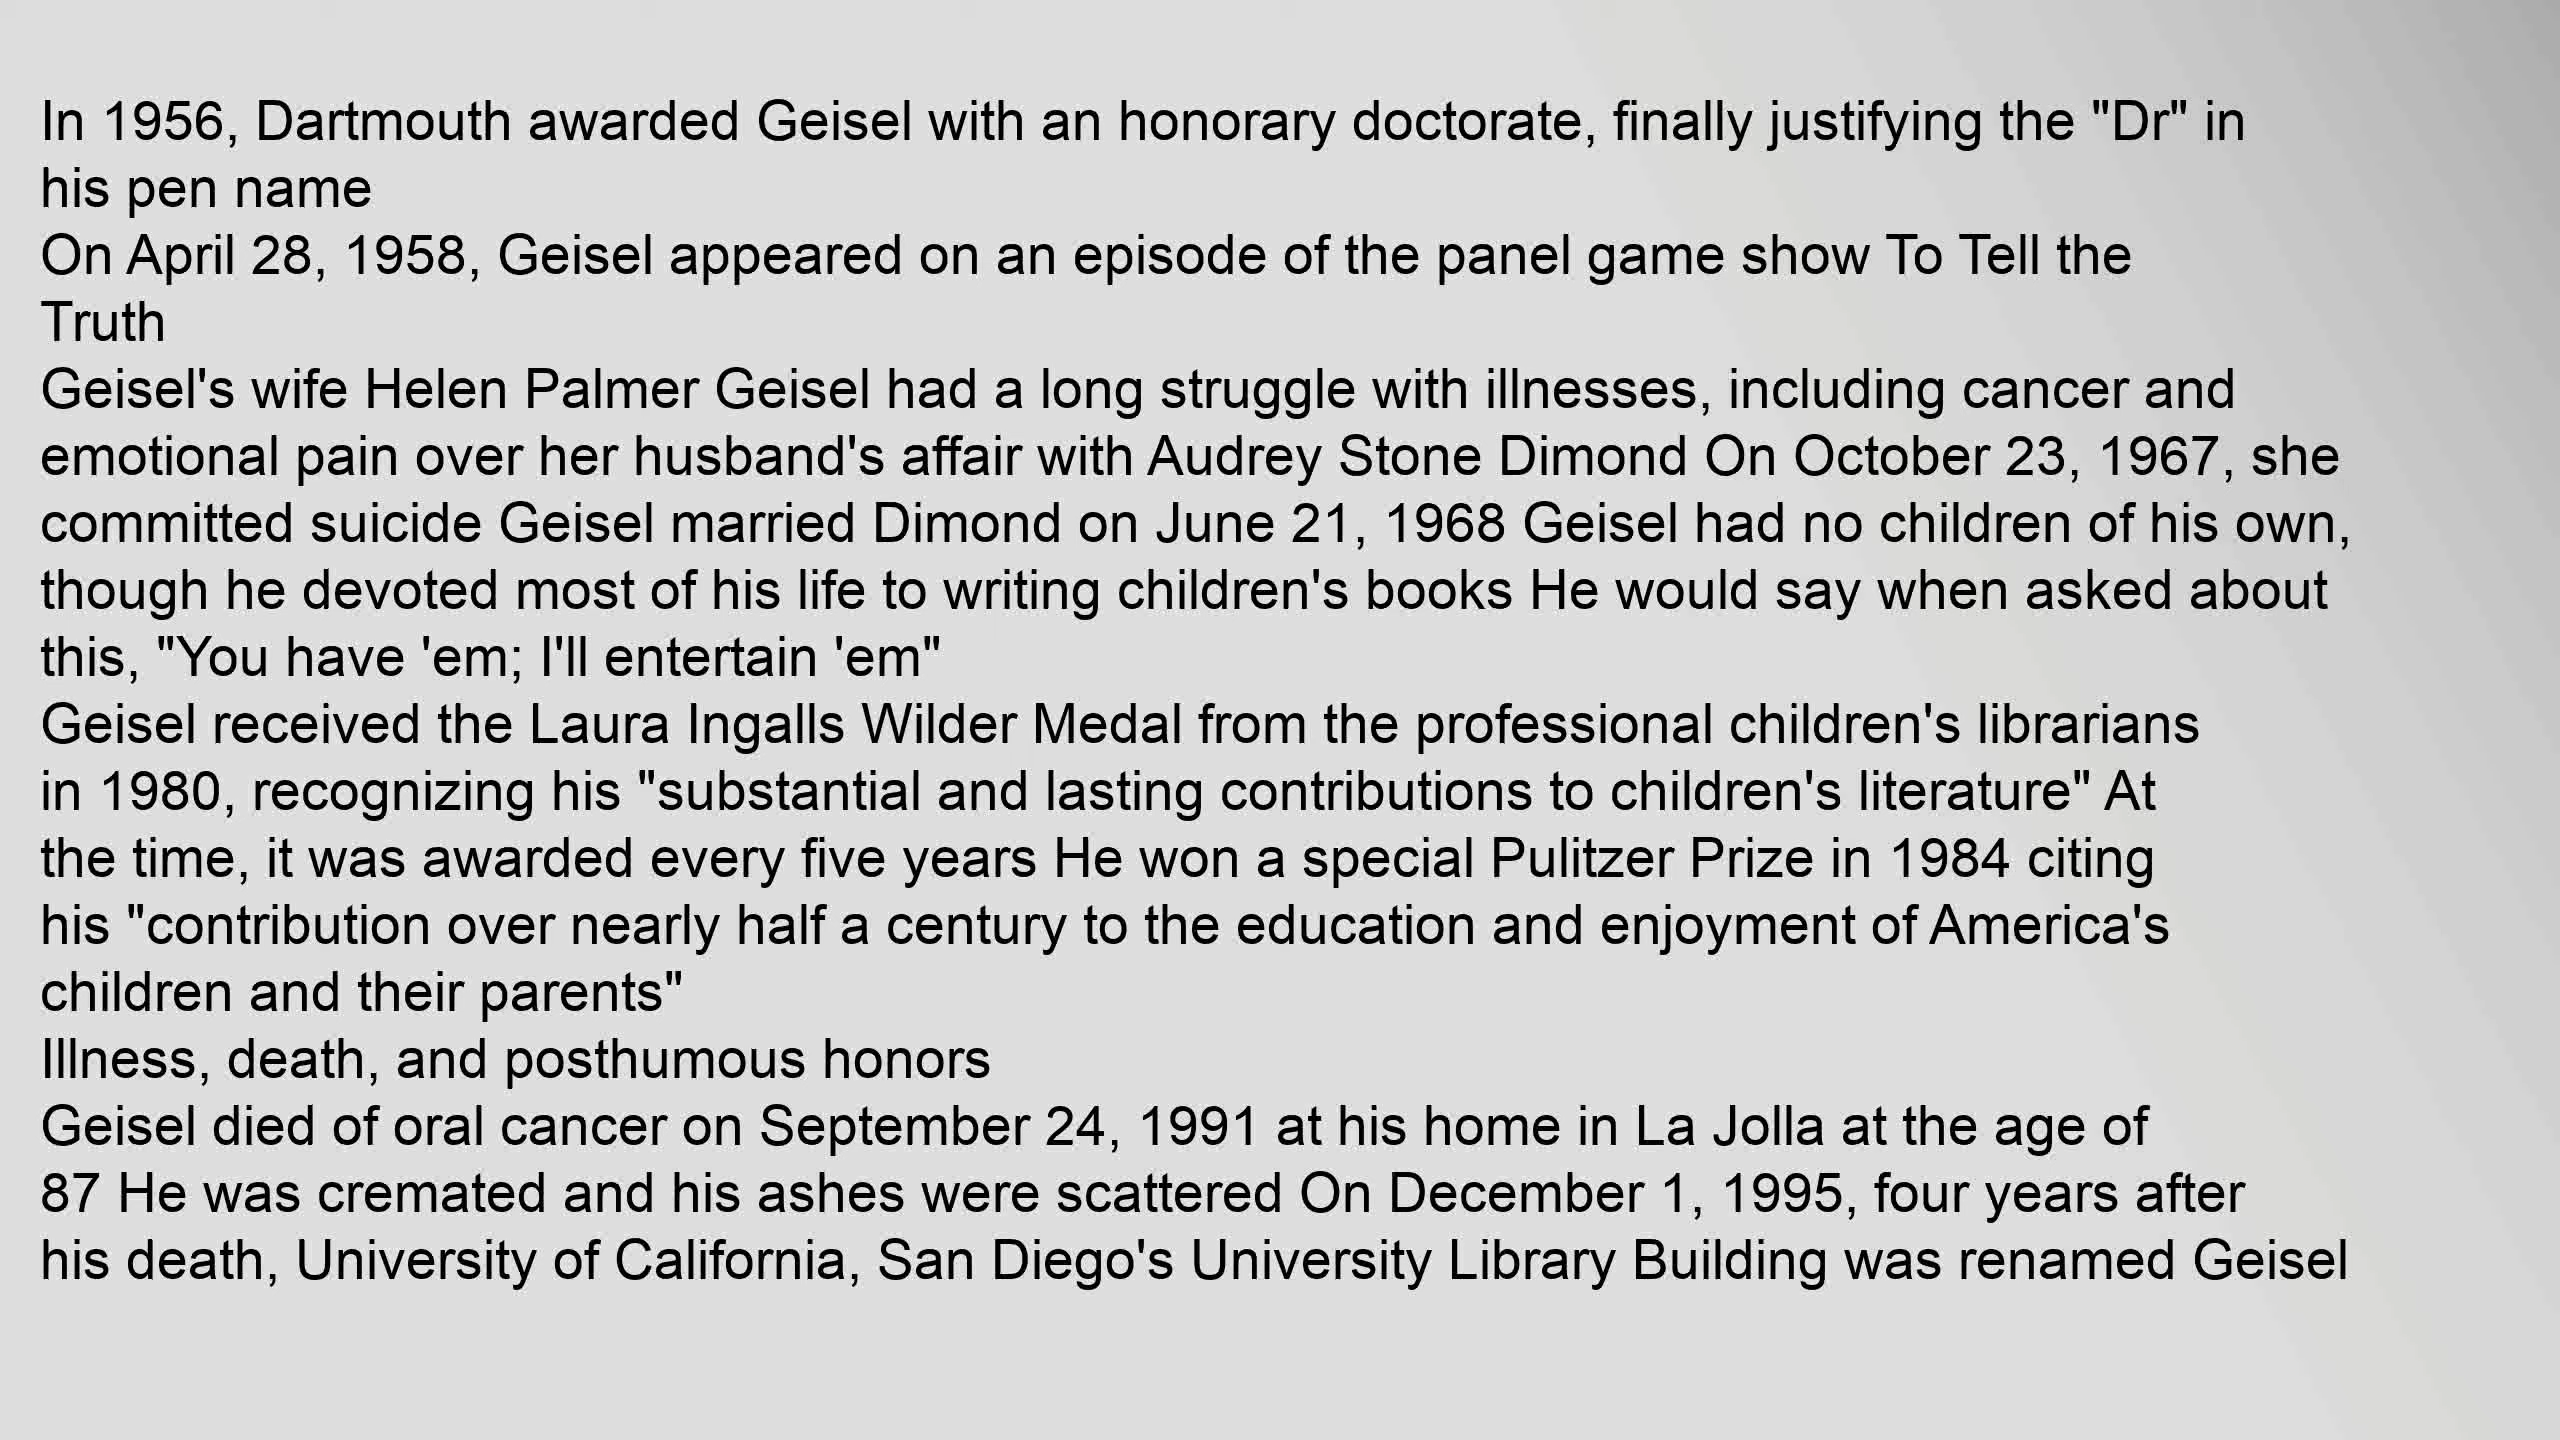 In 1956, Dartmouth awarded Geisel with an honorary doctorate, finally justifying the "Dr" in
his pen name
On April 28, 1958, Geisel appeared on an episode of the panel game show To Tell the
Truth
Geisel's wife Helen Palmer Geisel had a long struggle with illnesses, including cancer and
emotional pain over her husband's affair with Audrey Stone Dimond On October 23, 1967, she
committed suicide Geisel married Dimond on June 21, 1968 Geisel had no children of his own,
though he devoted most of his life to writing children's books He would say when asked about
this, "You have 'em; I'll entertain 'em"
Geisel received the Laura Ingalls Wilder Medal from the professional children's librarians
in 1980, recognizing his "substantial and lasting contributions to children's literature" At
the time, it was awarded every five years He won a special Pulitzer Prize in 1984 citing
his "contribution over nearly half a century to the education and enjoyment of America's
children and their parents"
Illness, death, and posthumous honors
Geisel died of oral cancer on September 24, 1991 at his home in La Jolla at the age of
87 He was cremated and his ashes were scattered On December 1, 1995, four years after
his death, University of California, San Diego's University Library Building was renamed Geisel